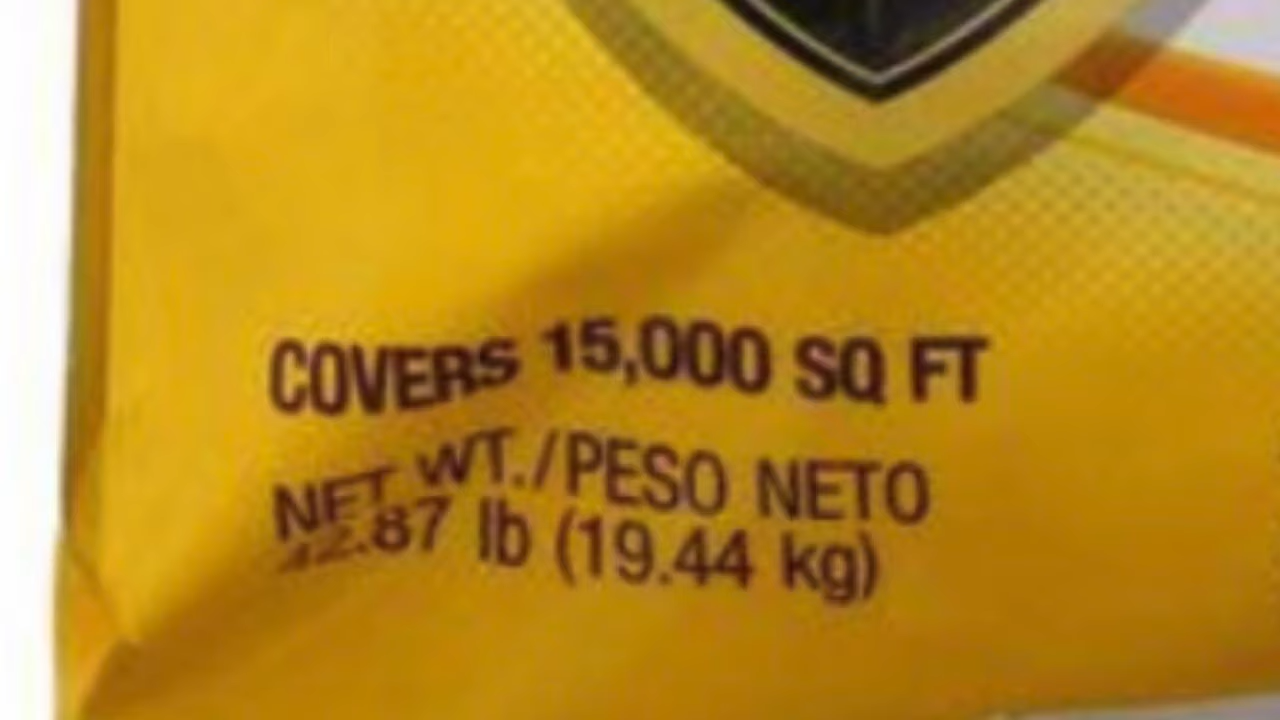 COVERS 15,000 SQ FT
NET WT./PESO NETO
42.87 lb (19.44 kg)